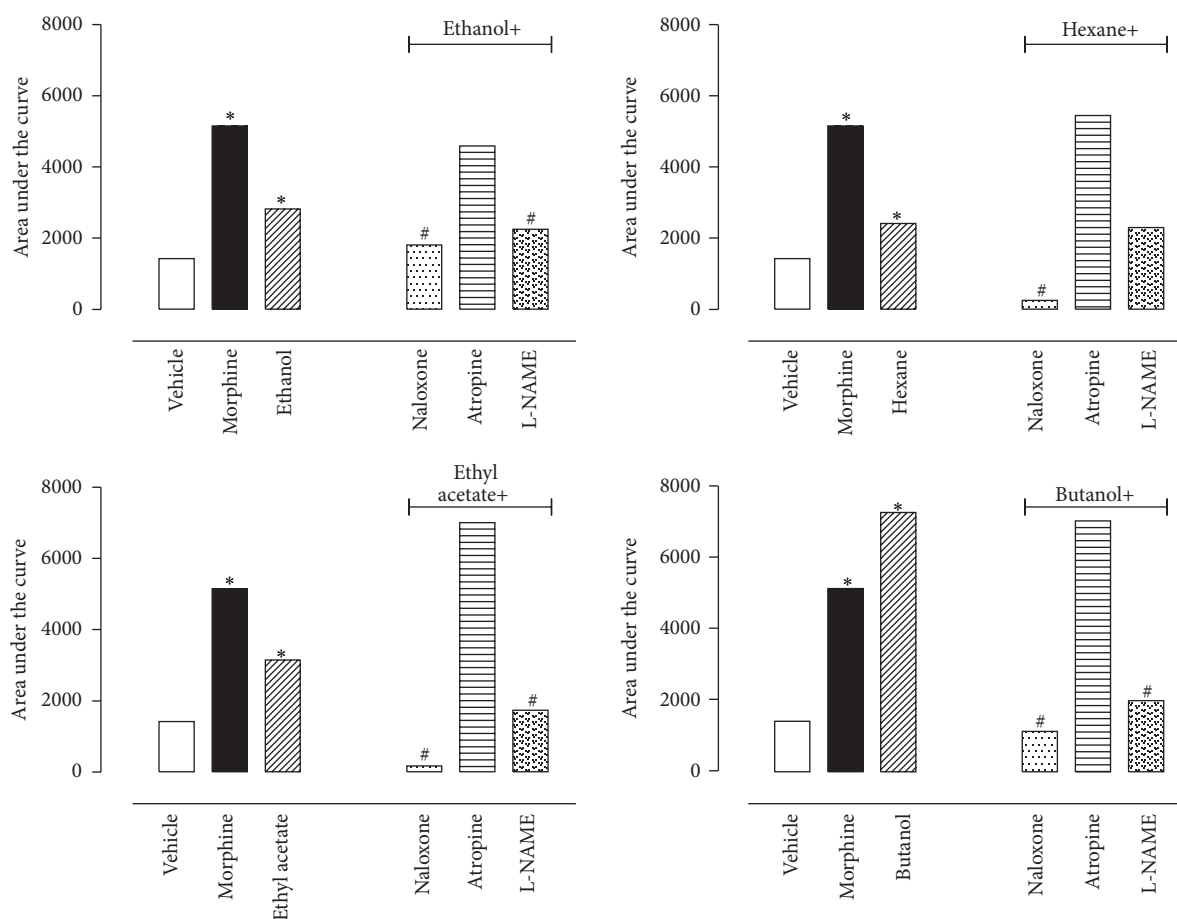 Area under the curve
8000
6000
4000
2000
0
*
*
#
#
Ethanol+
Vehicle
Morphine
Ethanol
Naloxone
Atropine
L-NAME
Area under the curve
8000
6000
4000
2000
0
*
*
#
Hexane+
Vehicle
Morphine
Hexane
Naloxone
Atropine
L-NAME
Area under the curve
8000
6000
4000
2000
0
*
*
#
#
Ethyl
acetate+
Vehicle
Morphine
Ethyl acetate
Naloxone
Atropine
L-NAME
Area under the curve
8000
6000
4000
2000
0
*
*
#
#
Butanol+
Vehicle
Morphine
Butanol
Naloxone
Atropine
L-NAME